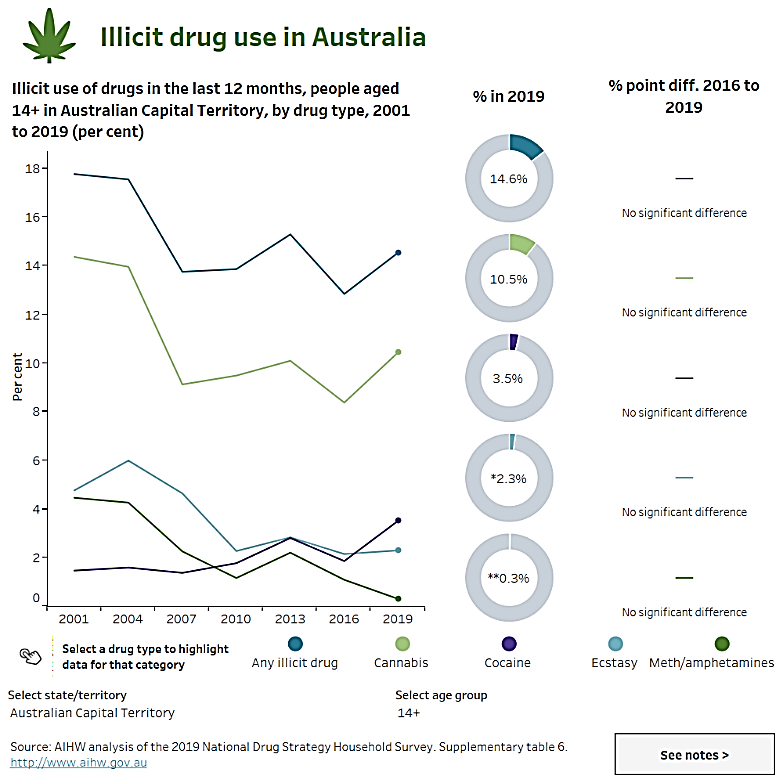 Illicit drug use in Australia
Illicit use of drugs in the last 12 months, people aged
14+ in Australian Capital Territory, by drug type, 2001
to 2019 (per cent)
% in 2019
% point diff. 2016 to
2019
Per cent
18
16
14
12
10
8
6
4
2
0
2001 2004 2007 2010 2013 2016 2019
14.6%
No significant difference
10.5%
No significant difference
3.5%
No significant difference
*2.3%
No significant difference
**0.3%
No significant difference
Select a drug type to highlight
data for that category
Any illicit drug
Cannabis
Cocaine
Ecstasy
Meth/amphetamines
Select state/territory
Australian Capital Territory
Select age group
14+
Source: AIHW analysis of the 2019 National Drug Strategy Household Survey. Supplementary table 6.
http://www.aihw.gov.au
See notes >